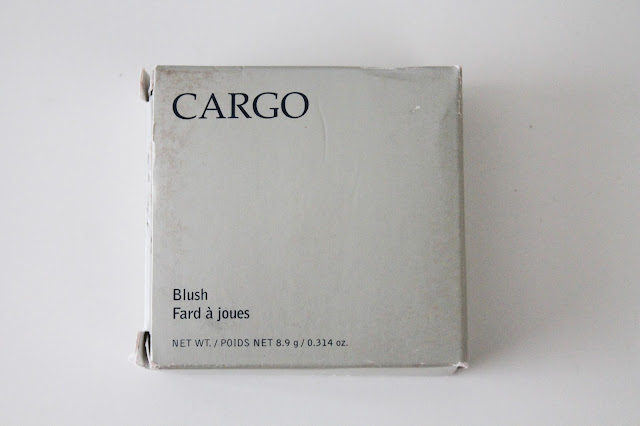 CARGO
Blush
Fard à joues
NET WT. / POIDS NET 8.9 g / 0.314 oz.